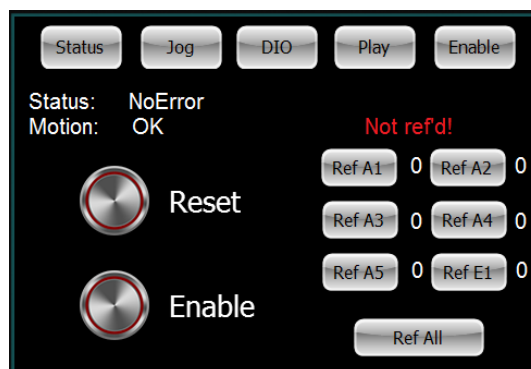 Status Jog DIO Play Enable
Status: NoError
Motion: OK Not ref'd!
Ref A1 0 Ref A2 0
Reset
Ref A3 0 Ref A4 0
Ref A5 0 Ref E1 0
Enable
Ref All